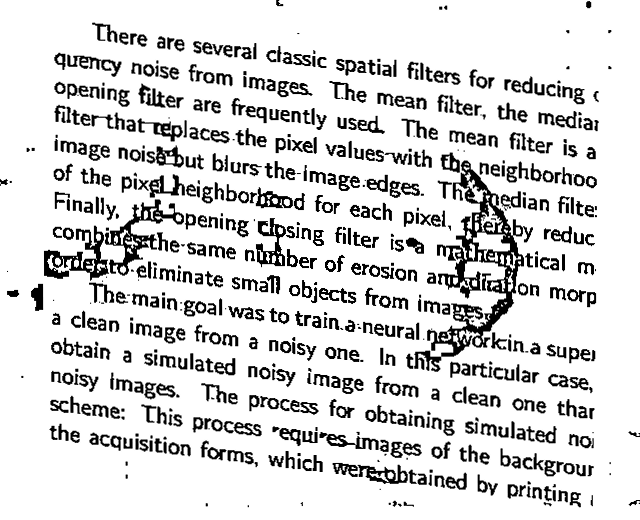 There are several classic spatial filters for reducing
quency noise from images. The mean filter, the median
opening filter are frequently used. The mean filter is a
filter that replaces the pixel values with the neighborhoo
image noise but blurs the image edges. The median filte
of the pixel neighborhood for each pixel, thereby reduc
Finally, the opening closing filter is a mathematical m
combines the same number of erosion and dilation morp
order to eliminate small objects from images.
The main goal was to train a neural network in a super
a clean image from a noisy one. In this particular case,
obtain a simulated noisy image from a clean one than
noisy images. The process for obtaining simulated noi
scheme: This process requires images of the backgroun
the acquisition forms, which were obtained by printing